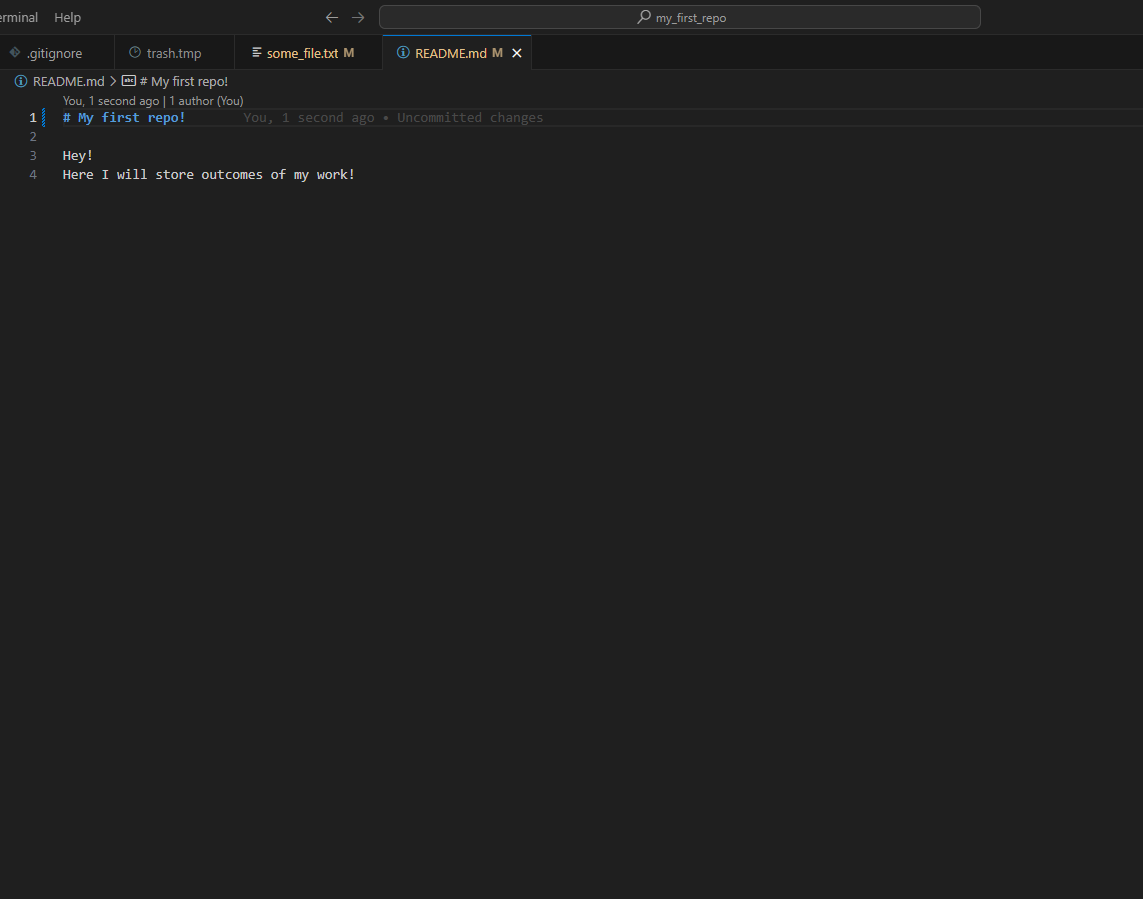 erminal Help my_first_repo
.gitignore trash.tmp some_file.txt M README.md M
README.md > # My first repo!
You, 1 second ago | 1 author (You)
1 # My first repo! You, 1 second ago • Uncommitted changes
2
3 Hey!
4 Here I will store outcomes of my work!